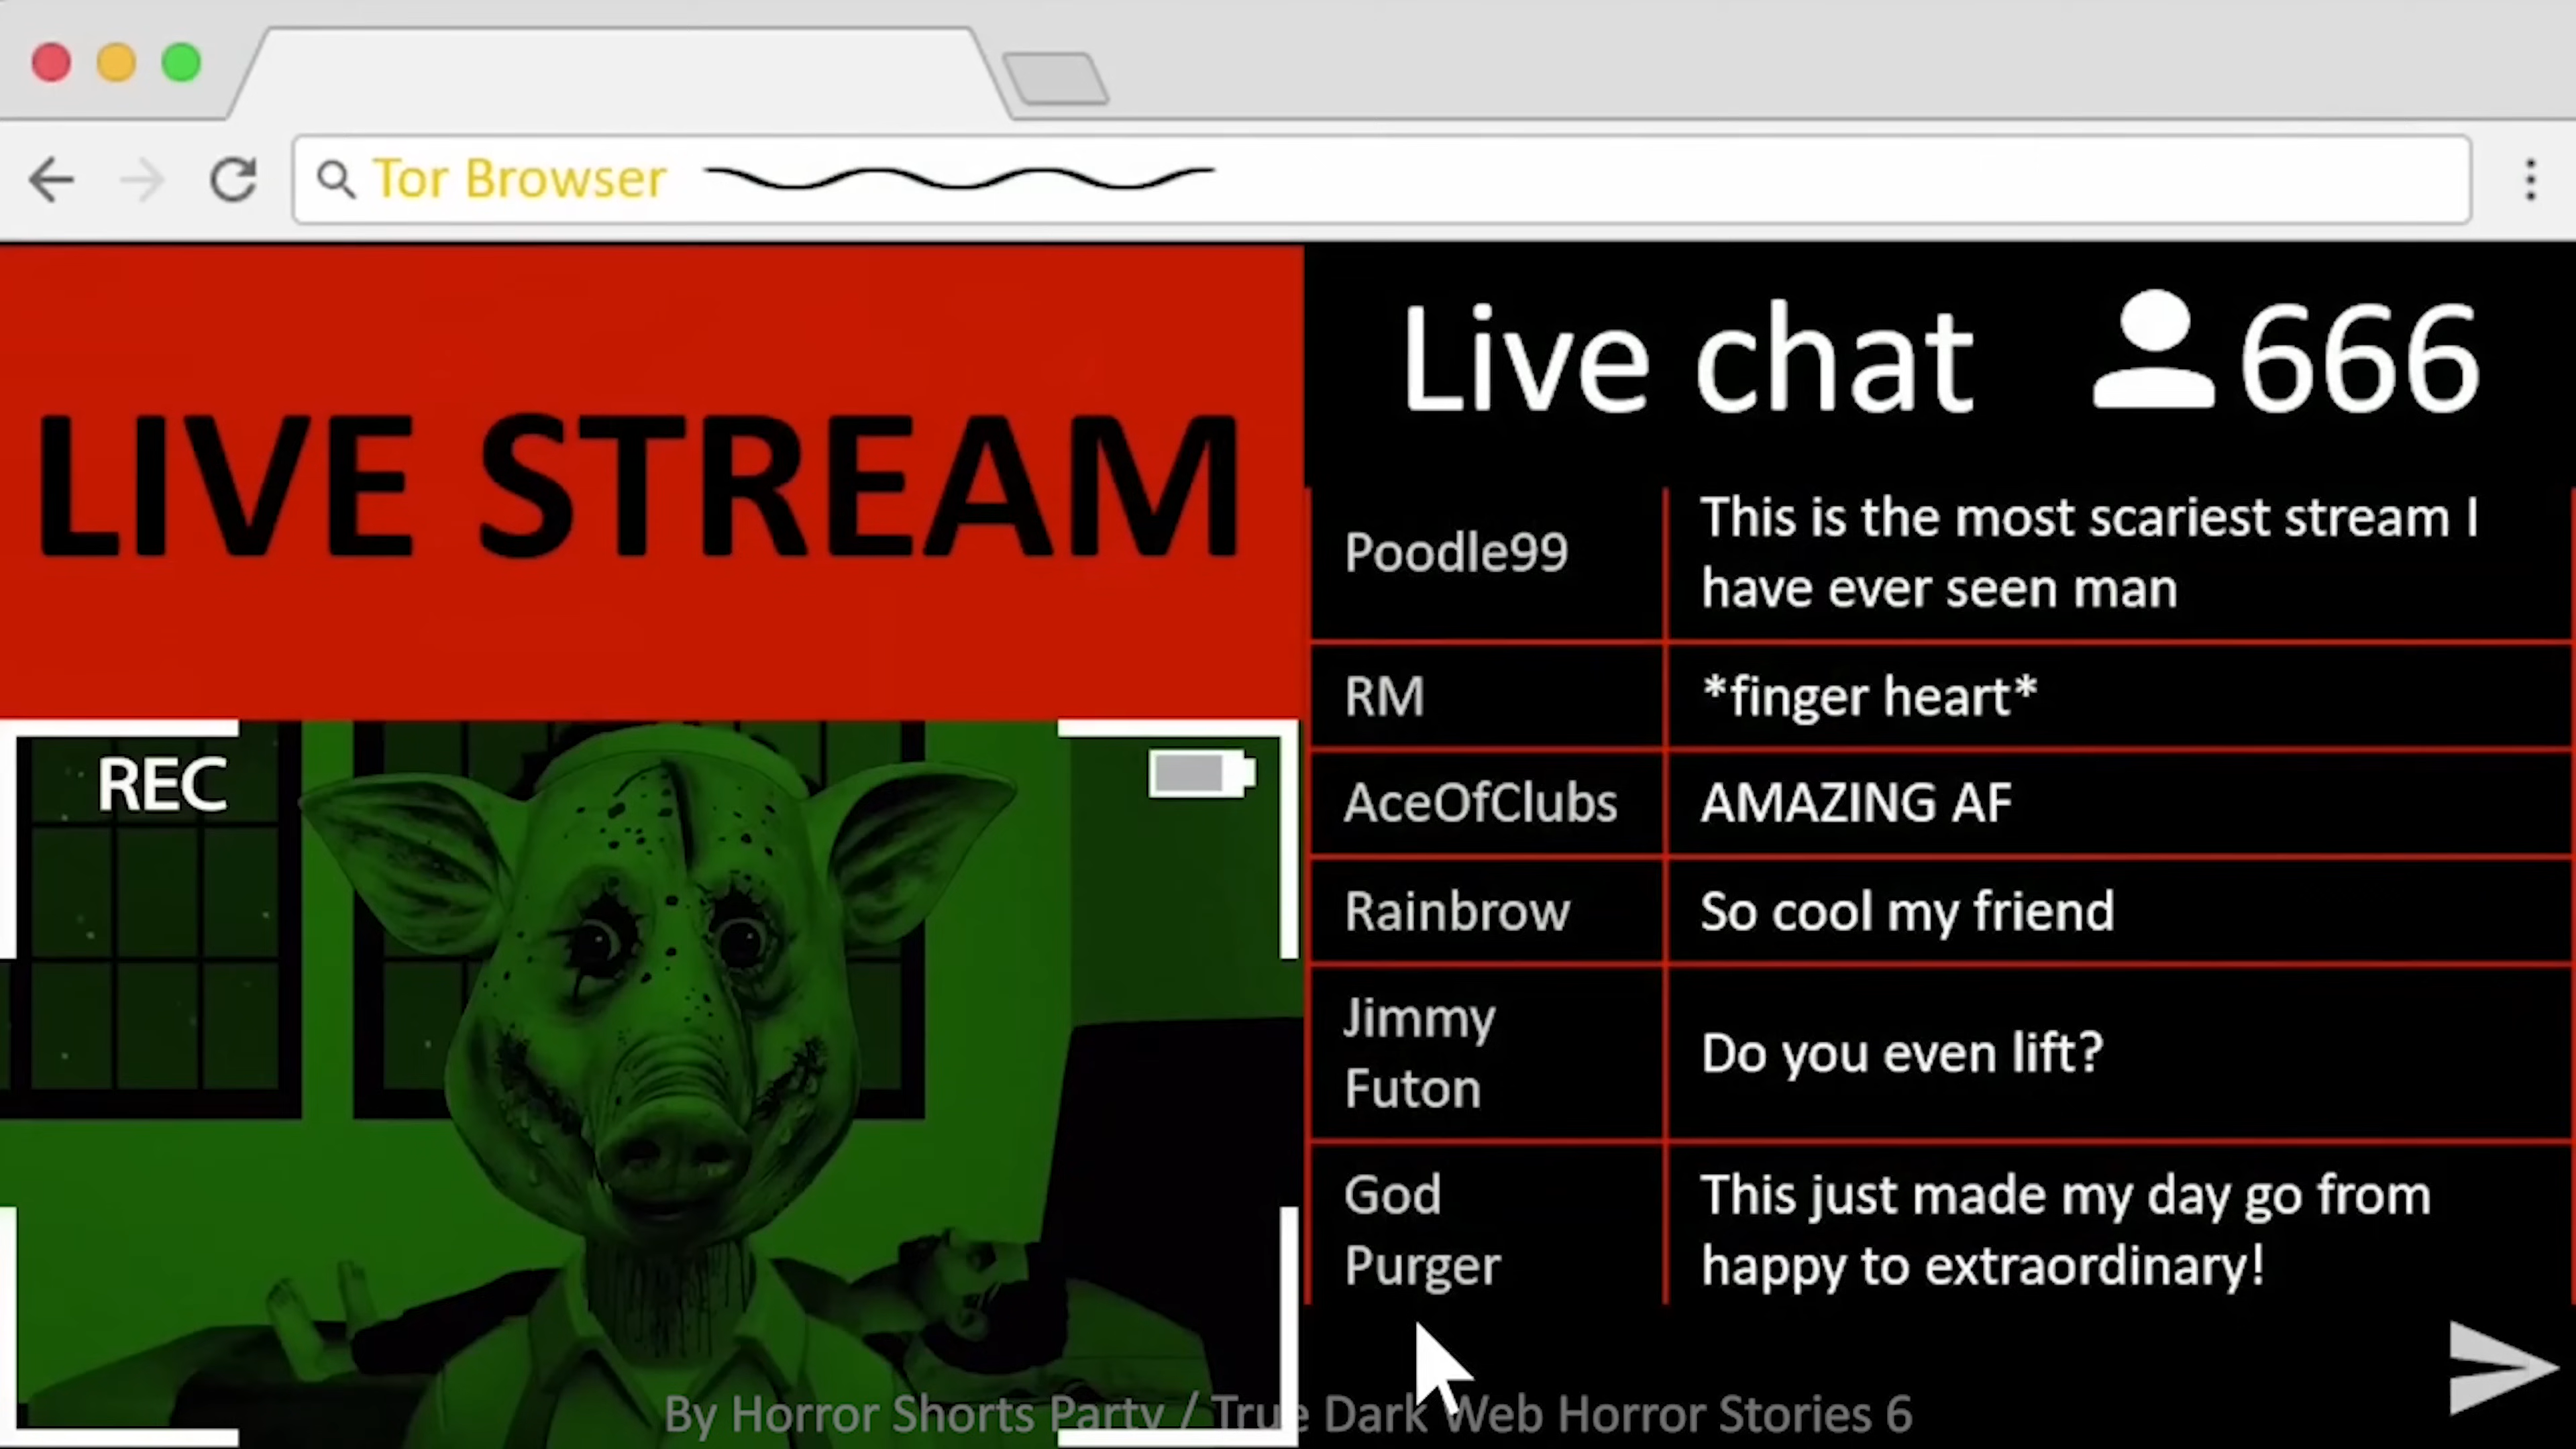 Tor Browser
LIVE STREAM
Live chat 666
Poodle99
This is the most scariest stream I
have ever seen man
RM
*finger heart*
AceOfClubs
AMAZING AF
Rainbrow
So cool my friend
Jimmy
Futon
Do you even lift?
God
Purger
This just made my day go from
happy to extraordinary!
REC
By Horror Shorts Party / True Dark Web Horror Stories 6